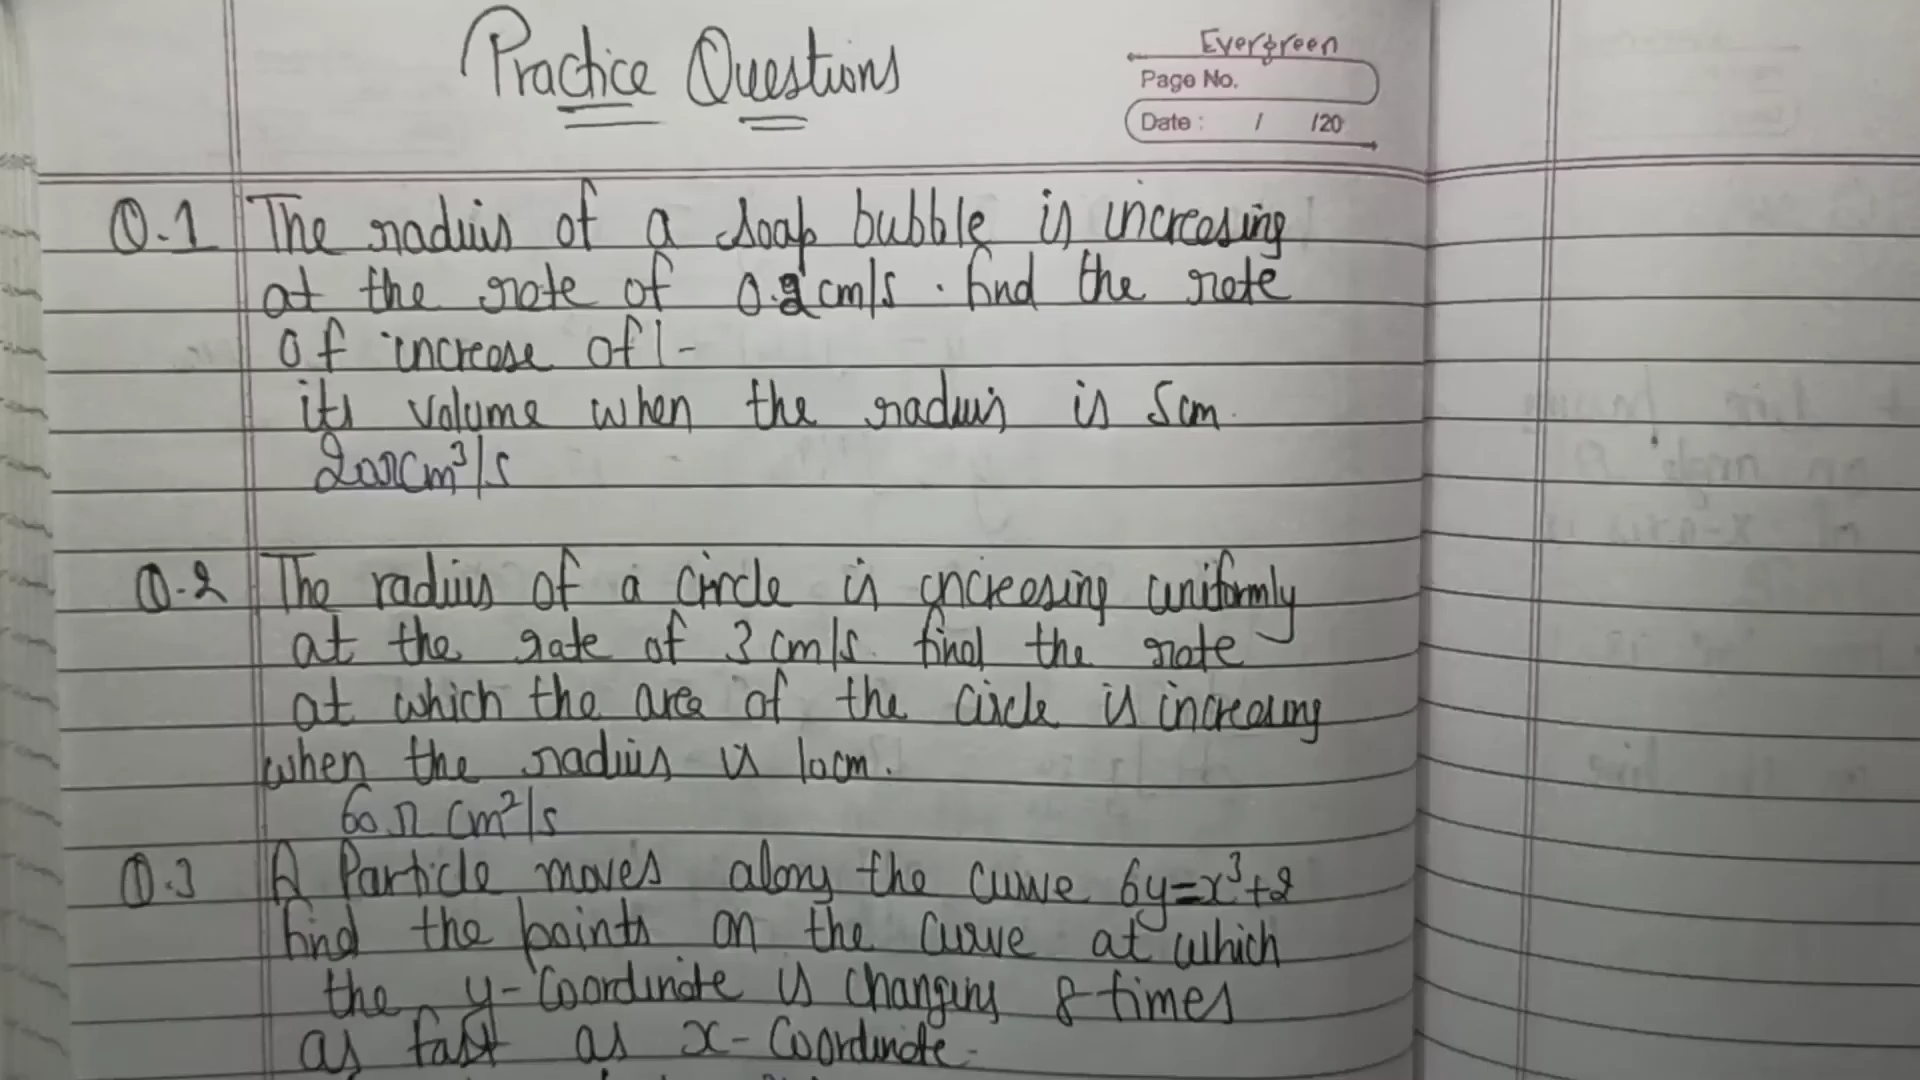 Practice Questions
Evergreen
Page No.
Date : / /20
Q.1 The radius of a soap bubble is increasing
at the rate of 0.2cm/s. find the rate
of increase of :-
its volume when the radius is 5cm.
20πcm³/s
Q.2 The radius of a circle is increasing uniformly
at the rate of 3 cm/s. find the rate
at which the area of the circle is increasing
when the radius is 10cm.
60π cm²/s
Q.3 A Particle moves along the curve 6y=x³+2
find the points on the curve at which
the y-Coordinate is changing 8 times
as fast as x-Coordinate.